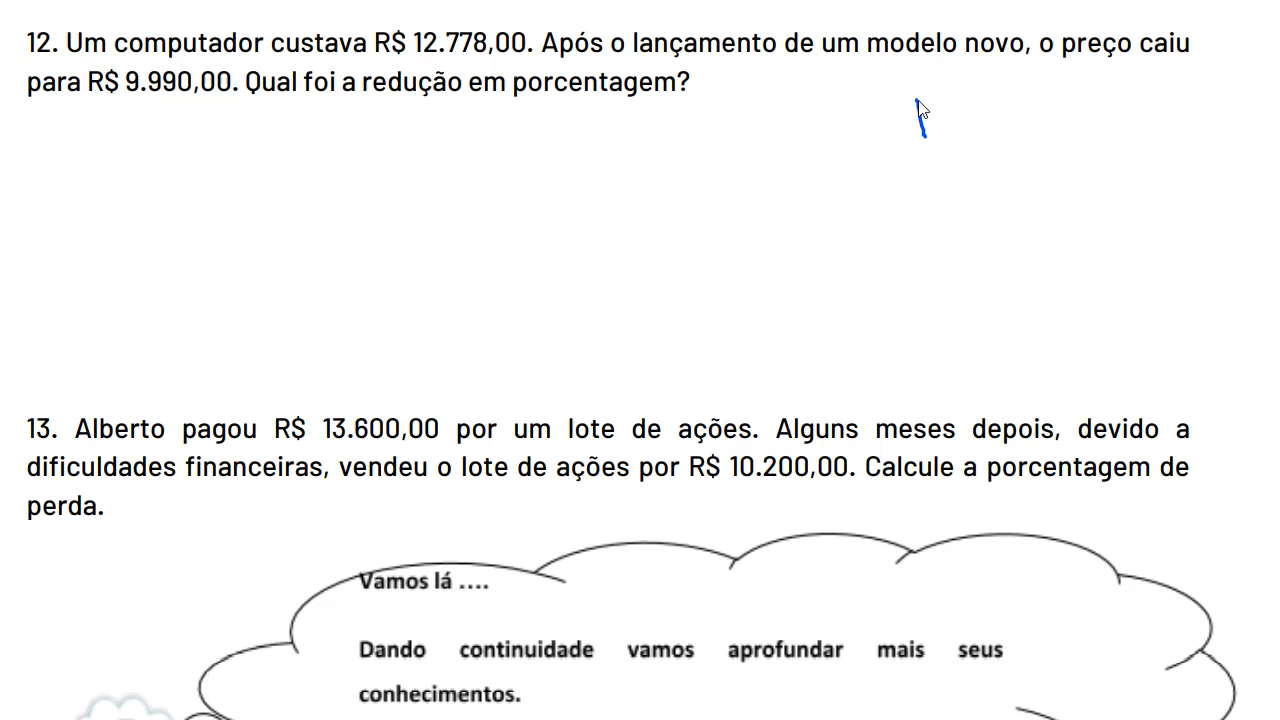 12. Um computador custava R$ 12.778,00. Após o lançamento de um modelo novo, o preço caiu
para R$ 9.990,00. Qual foi a redução em porcentagem?
13. Alberto pagou R$ 13.600,00 por um lote de ações. Alguns meses depois, devido a
dificuldades financeiras, vendeu o lote de ações por R$ 10.200,00. Calcule a porcentagem de
perda.
Vamos lá ....
Dando continuidade vamos aprofundar mais seus
conhecimentos.